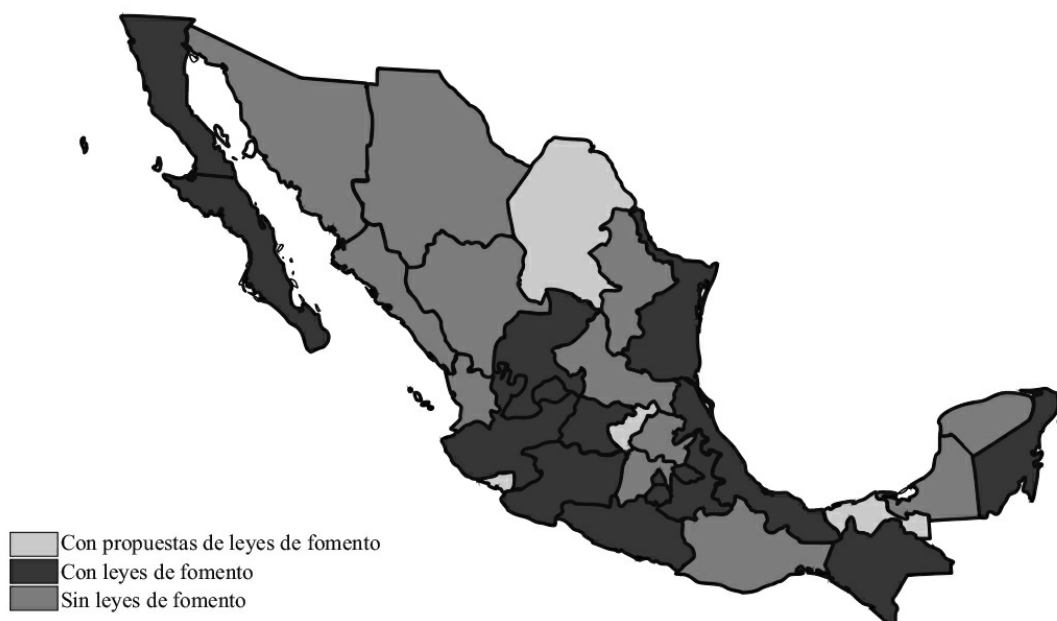 Con propuestas de leyes de fomento
Con leyes de fomento
Sin leyes de fomento